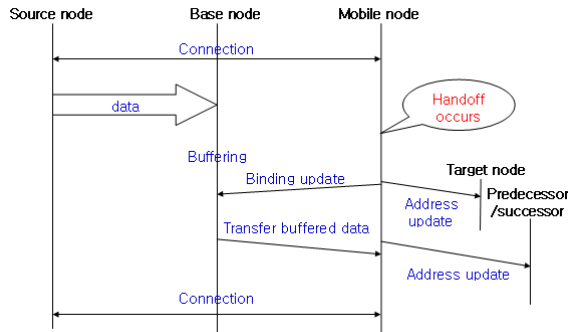 Source node
Base node
Mobile node
Connection
data
Handoff
occurs
Buffering
Binding update
Target node
Predecessor
/successor
Address
update
Transfer buffered data
Address update
Connection